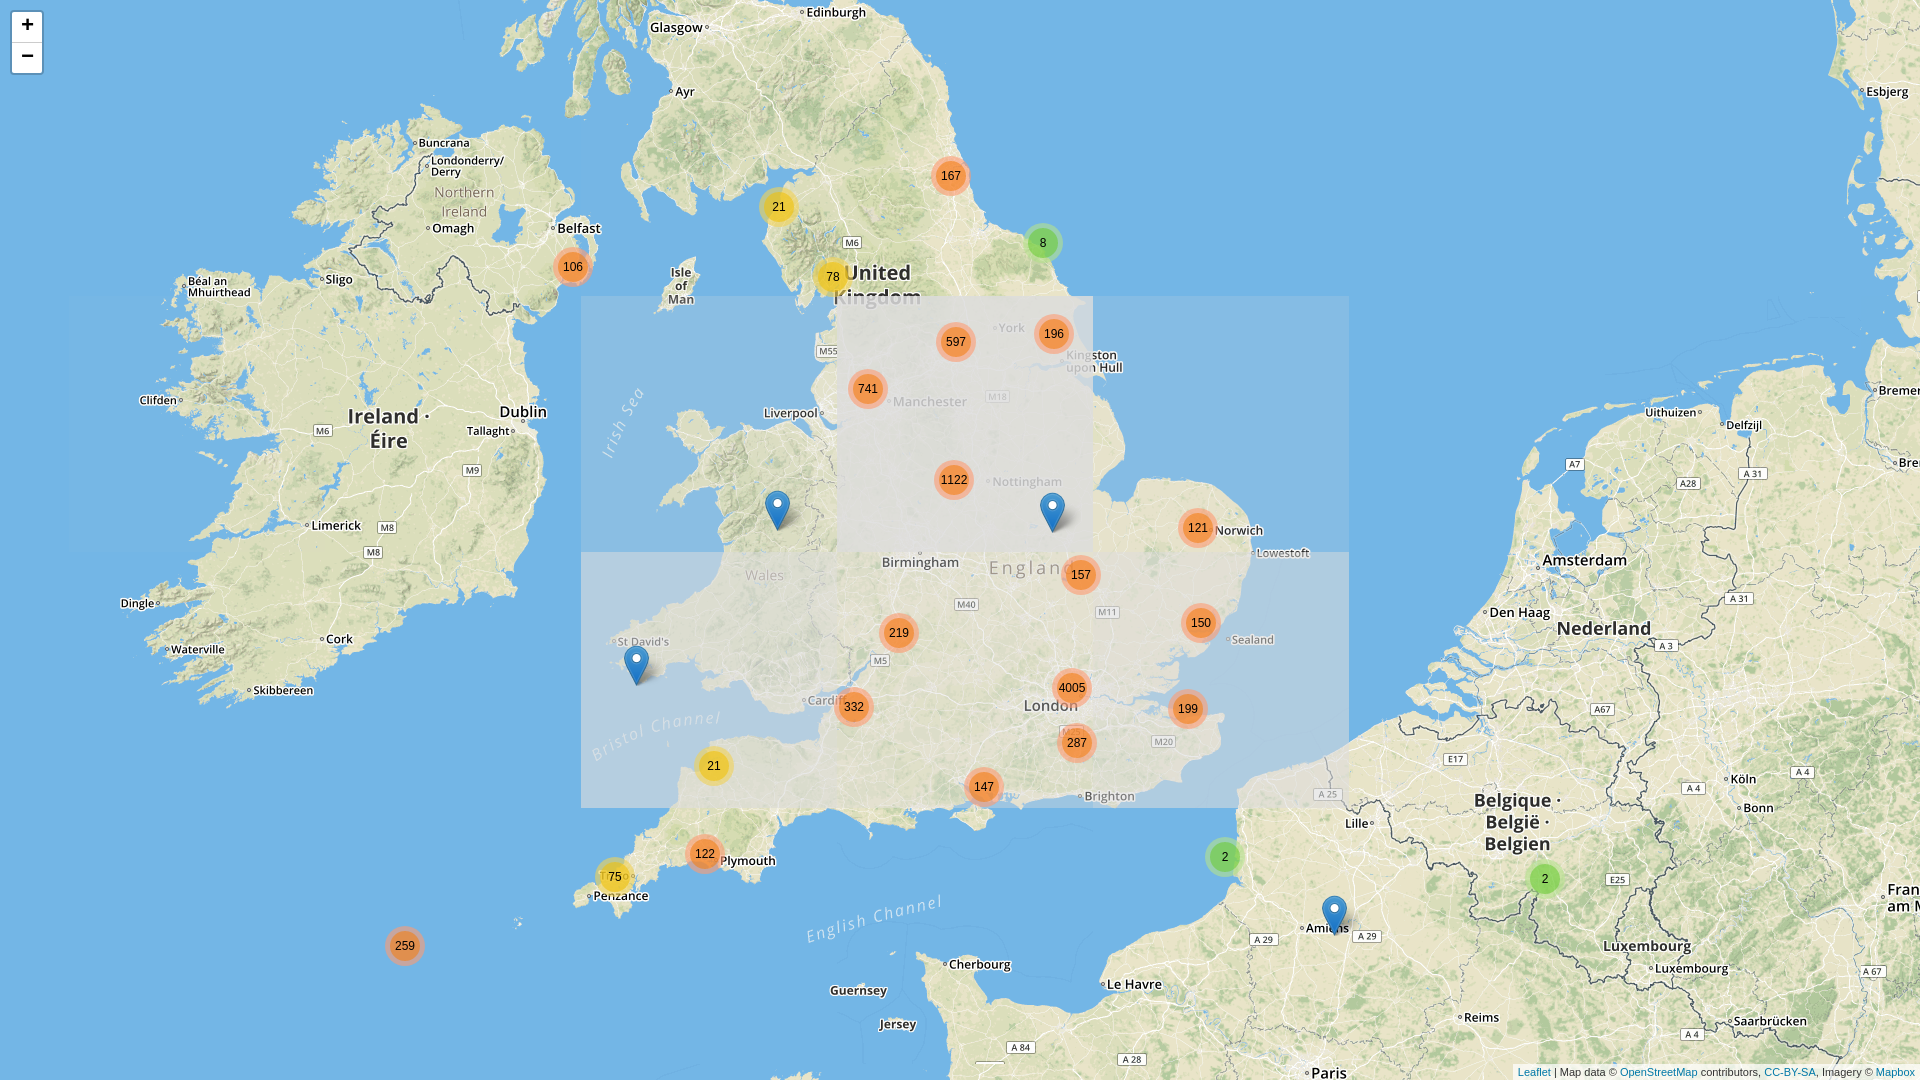 +
−
Edinburgh
Glasgow
Ayr
Esbjerg
Buncrana
Londonderry/
Derry
Northern
Ireland
Omagh
Belfast
167
21
8
M6
106
78
United
Kingdom
Isle
of
Man
Sligo
Béal an
Mhuirthead
York
196
597
M55
Kingston
upon Hull
741
Manchester
M18
Liverpool
Clifden
Ireland ·
Éire
M6
Dublin
Tallaght
M9
Irish Sea
Uithuizen
Delfzijl
A7
A 31
A28
1122
Nottingham
Limerick
M8
M8
121
Norwich
Lowestoft
Birmingham
England
157
Wales
Amsterdam
A 31
Dingle
Den Haag
Nederland
M40
M11
219
150
Sealand
Cork
Waterville
St David's
M5
A 3
Skibbereen
4005
London
Cardiff
332
199
A67
Bristol Channel
287
M20
E17
21
147
Brighton
A 25
A 4
Köln
A 4
Bonn
Belgique ·
België ·
Belgien
Lille
122
Plymouth
2
75
Penzance
2
E25
259
English Channel
Amiens
A 29
A 29
Luxembourg
Luxembourg
A 67
Cherbourg
Le Havre
Guernsey
Jersey
Reims
Saarbrücken
A 84
A 28
A 4
Paris
Leaflet | Map data © OpenStreetMap contributors, CC-BY-SA, Imagery © Mapbox